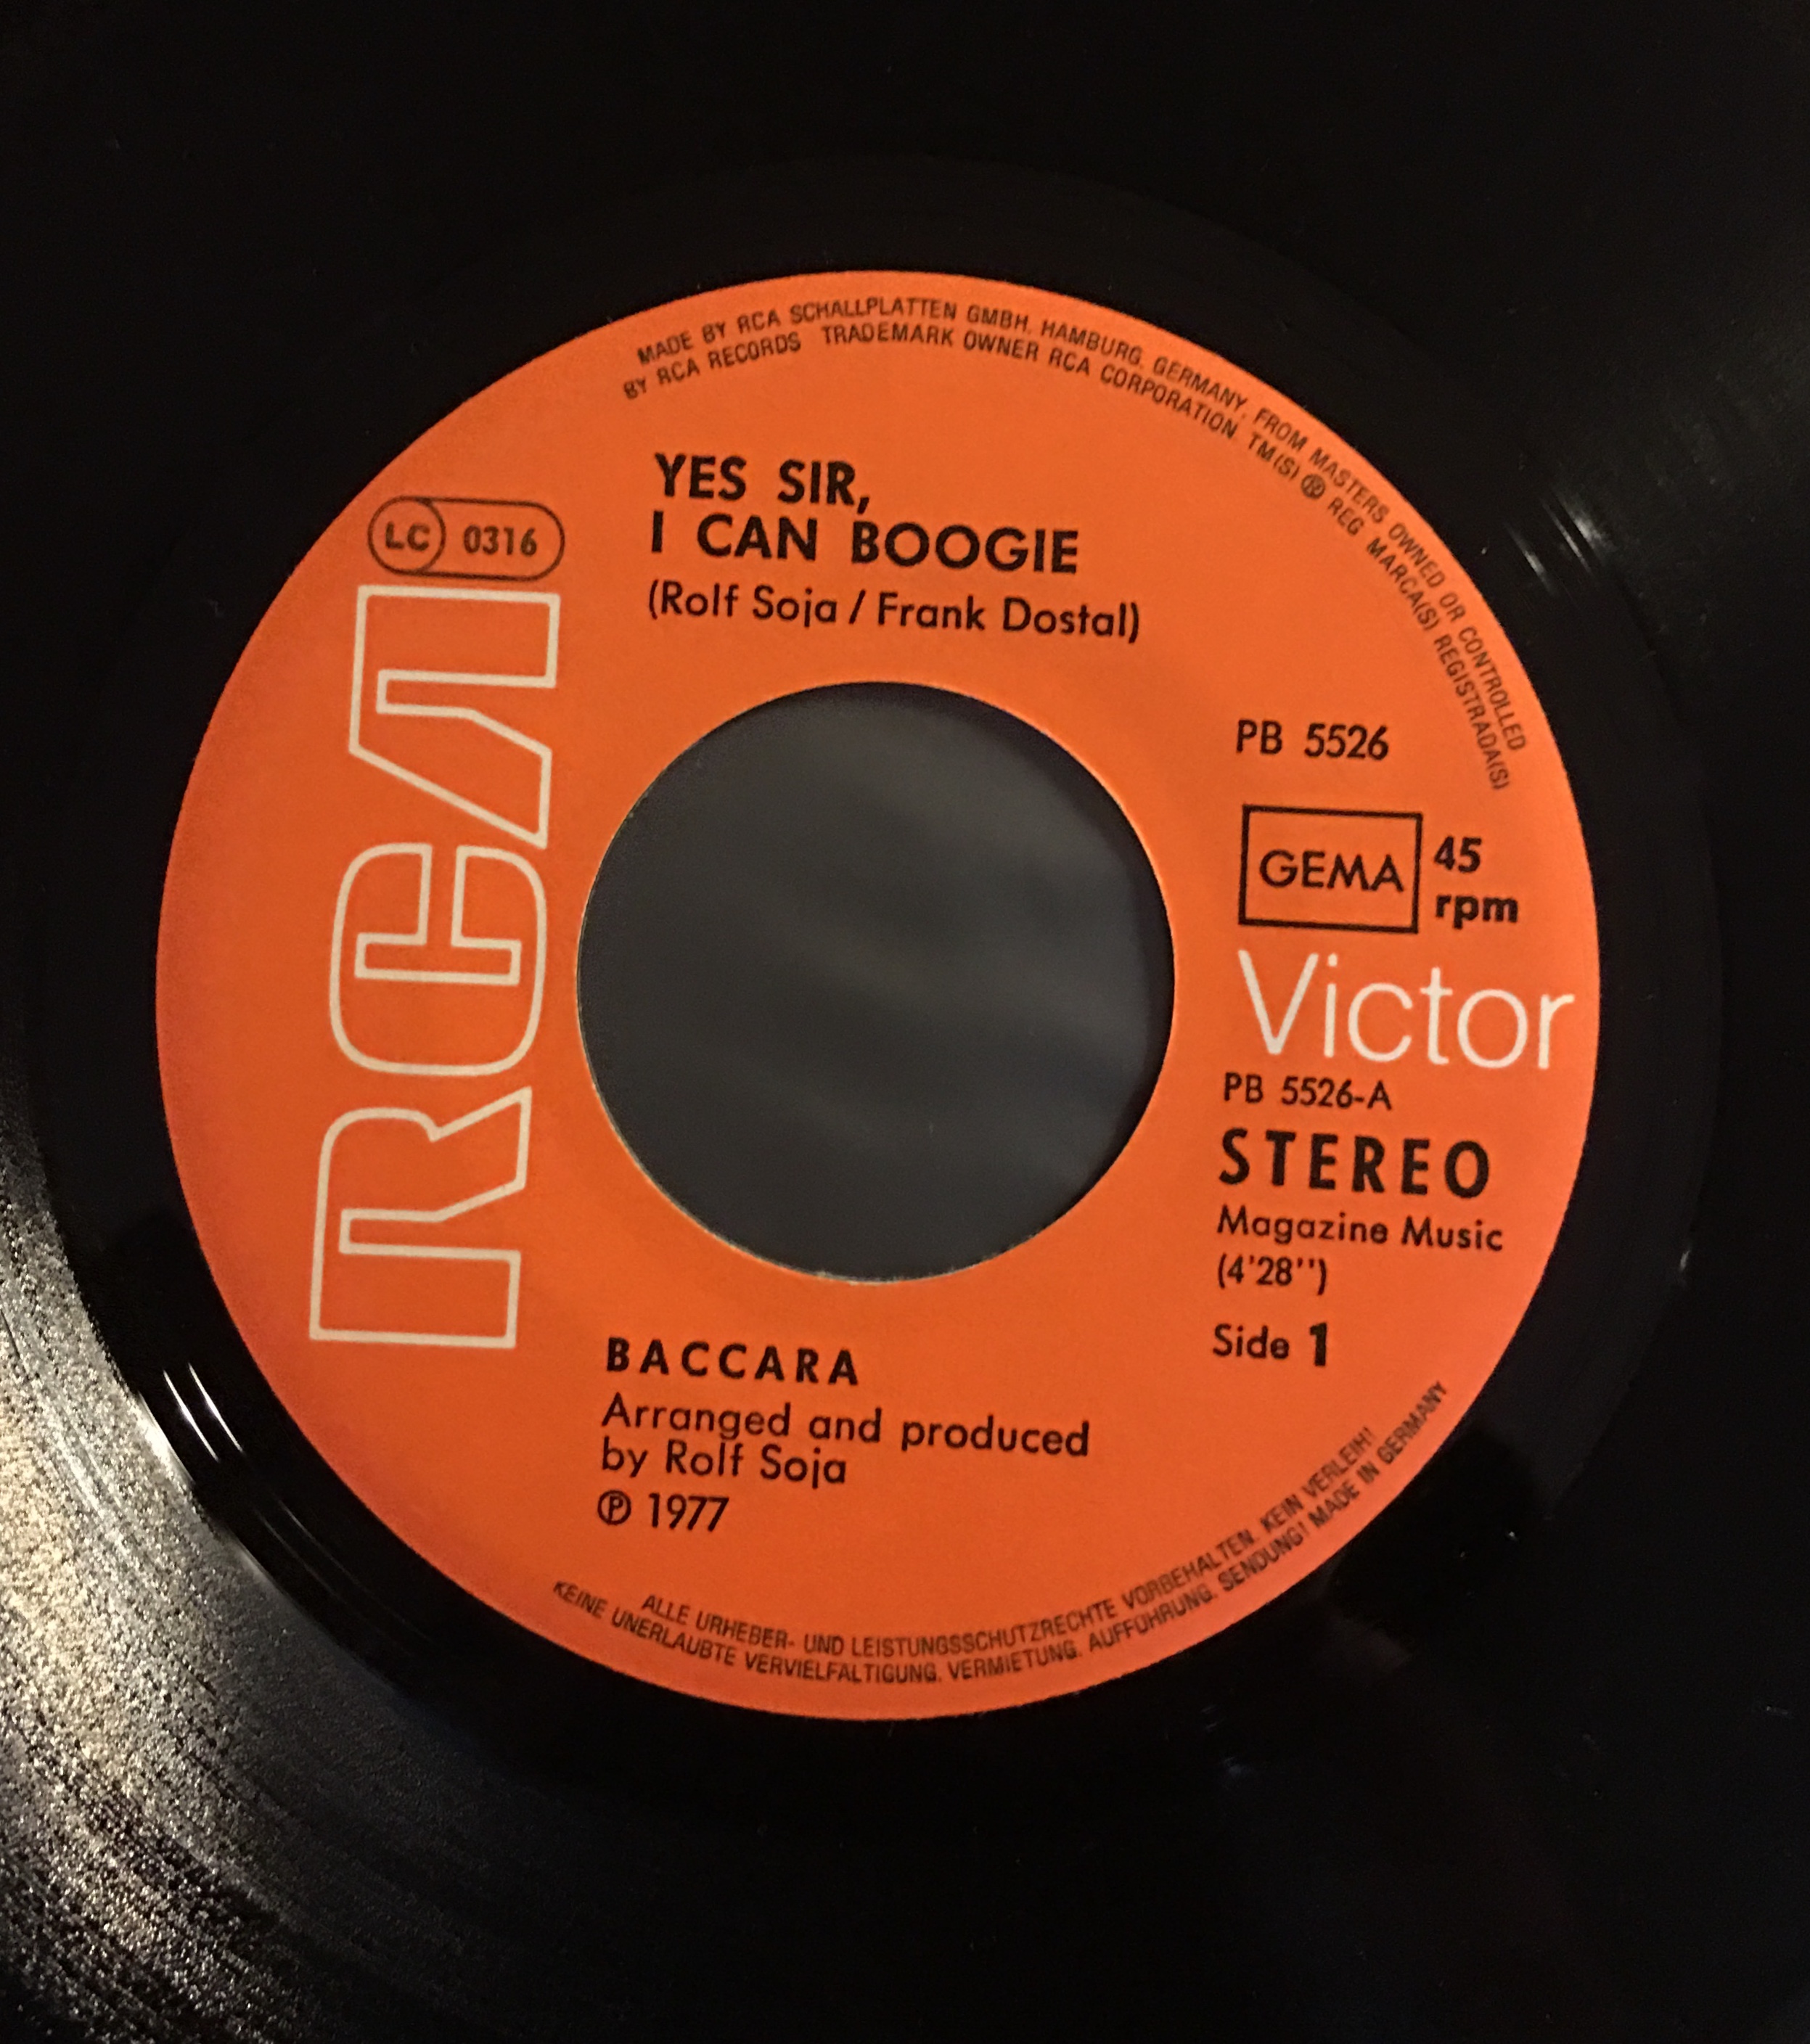 MADE BY RCA SCHALLPLATTEN GMBH, HAMBURG, GERMANY, FROM MASTERS OWNED OR CONTROLLED
BY RCA RECORDS TRADEMARK OWNER RCA CORPORATION TM(S) ® REG MARCA(S) REGISTRADA(S)
YES SIR,
I CAN BOOGIE
(Rolf Soja / Frank Dostal)
LC 0316
RCA
PB 5526
GEMA
45
rpm
Victor
PB 5526-A
STEREO
Magazine Music
(4'28'')
Side 1
BACCARA
Arranged and produced
by Rolf Soja
℗ 1977
ALLE URHEBER- UND LEISTUNGSSCHUTZRECHTE VORBEHALTEN. KEIN VERLEIH!
KEINE UNERLAUBTE VERVIELFÄLTIGUNG, VERMIETUNG, AUFFÜHRUNG, SENDUNG! MADE IN GERMANY